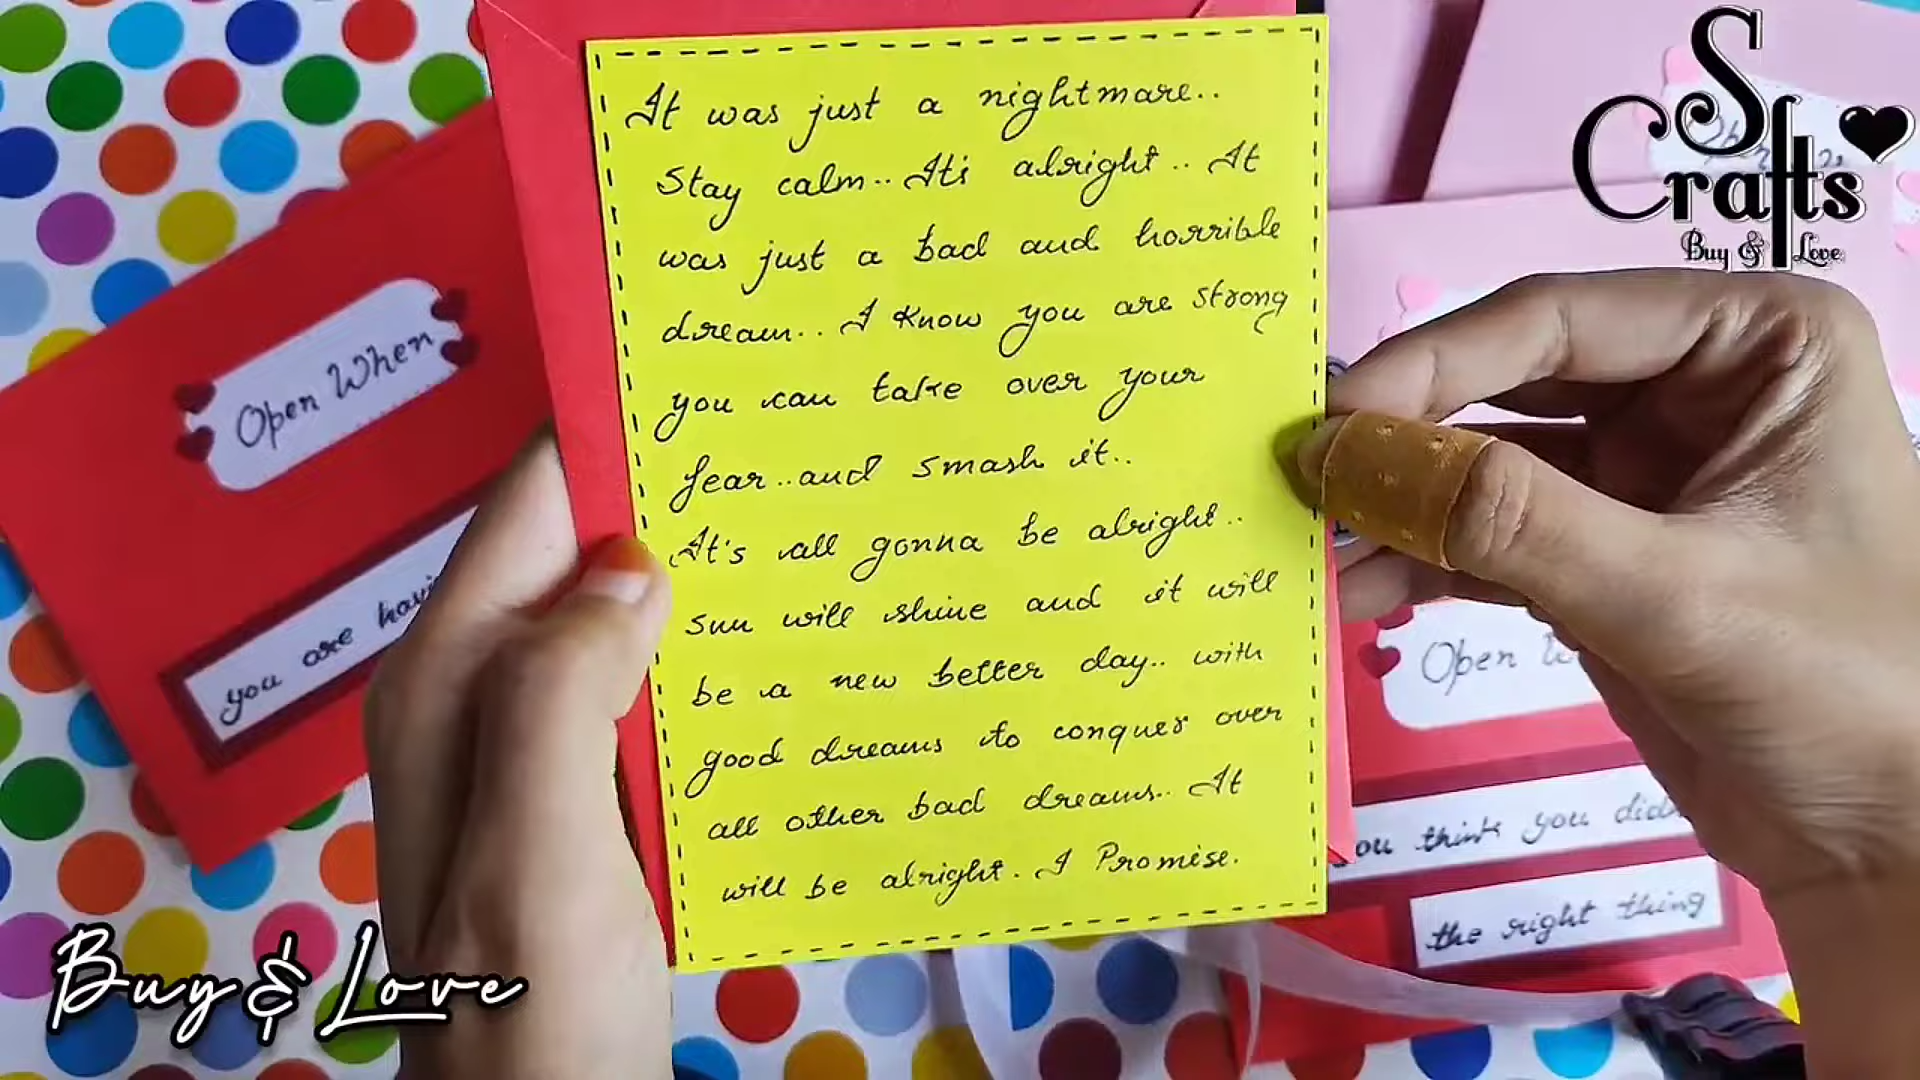 It was just a nightmare..
Stay calm.. It's alright.. It
was just a bad and horrible
dream.. I know you are strong
you can take over your
fear..and smash it..
It's all gonna be alright..
sun will shine and it will
be a new better day.. with
good dreams to conquer over
all other bad dreams.. It
will be alright. I Promise.
Open When
you are
Open
you think you
the right thing
S Crafts
Buy & Love
Buy & Love